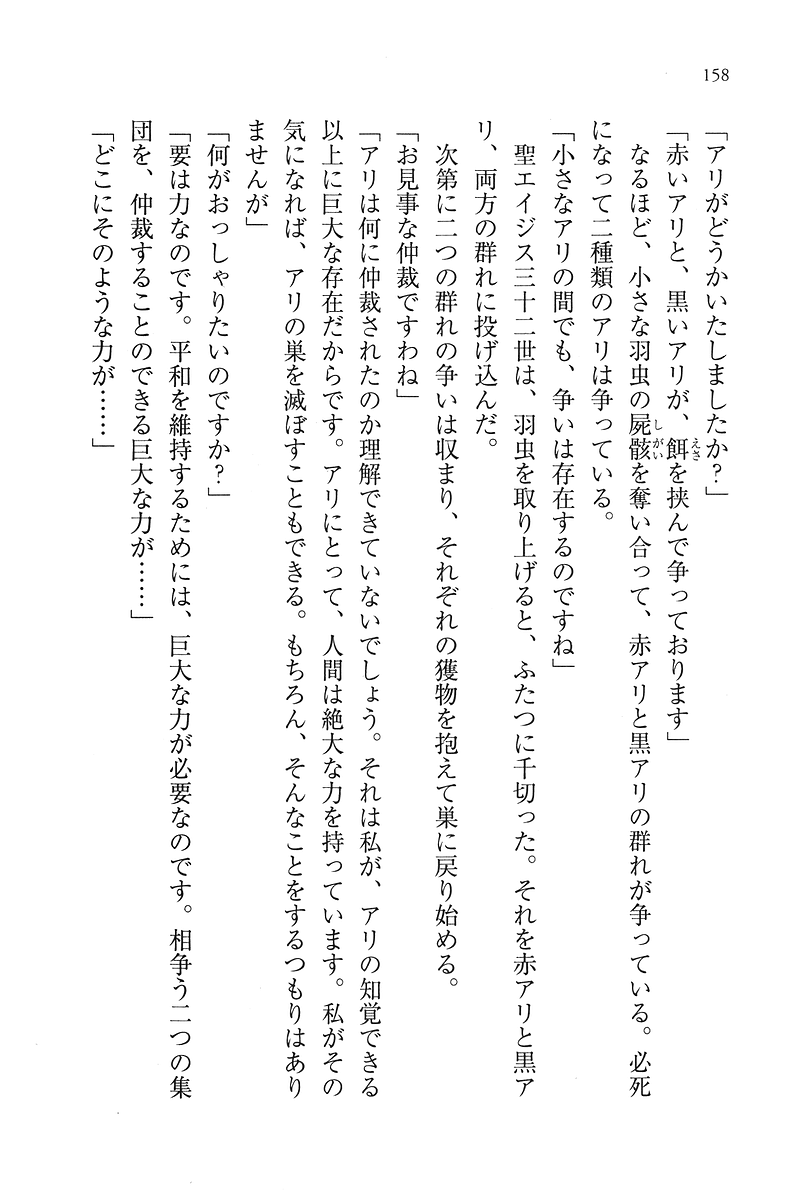 158
「アリがどうかいたしましたか？」
「赤いアリと、黒いアリが、餌を挟んで争っております」
えさ
なるほど、小さな羽虫の屍骸を奪い合って、赤アリと黒アリの群れが争っている。必死
しがい
になって二種類のアリは争っている。
「小さなアリの間でも、争いは存在するのですね」
聖エイジス三十二世は、羽虫を取り上げると、ふたつに千切った。それを赤アリと黒ア
リ、両方の群れに投げ込んだ。
次第に二つの群れの争いは収まり、それぞれの獲物を抱えて巣に戻り始める。
「お見事な仲裁ですわね」
「アリは何に仲裁されたのか理解できていないでしょう。それは私が、アリの知覚できる
以上に巨大な存在だからです。アリにとって、人間は絶大な力を持っています。私がその
気になれば、アリの巣を滅ぼすこともできる。もちろん、そんなことをするつもりはあり
ませんが」
「何がおっしゃりたいのですか？」
「要は力なのです。平和を維持するためには、巨大な力が必要なのです。相争う二つの集
団を、仲裁することのできる巨大な力が……」
「どこにそのような力が……」